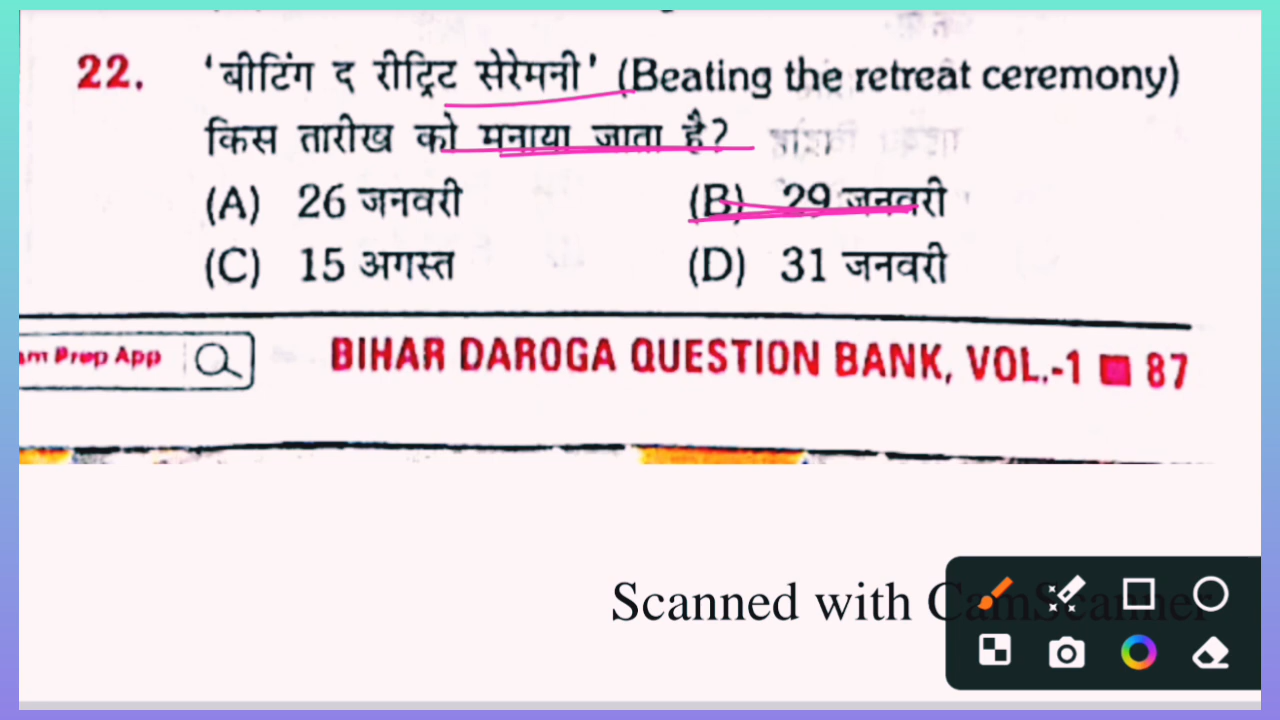 22. 'बीटिंग द रीट्रिट सेरेमनी' (Beating the retreat ceremony)
किस तारीख को मनाया जाता है?
(A) 26 जनवरी (B) 29 जनवरी
(C) 15 अगस्त (D) 31 जनवरी
Prep App BIHAR DAROGA QUESTION BANK, VOL.-1 ■ 87
Scanned with CamScanner